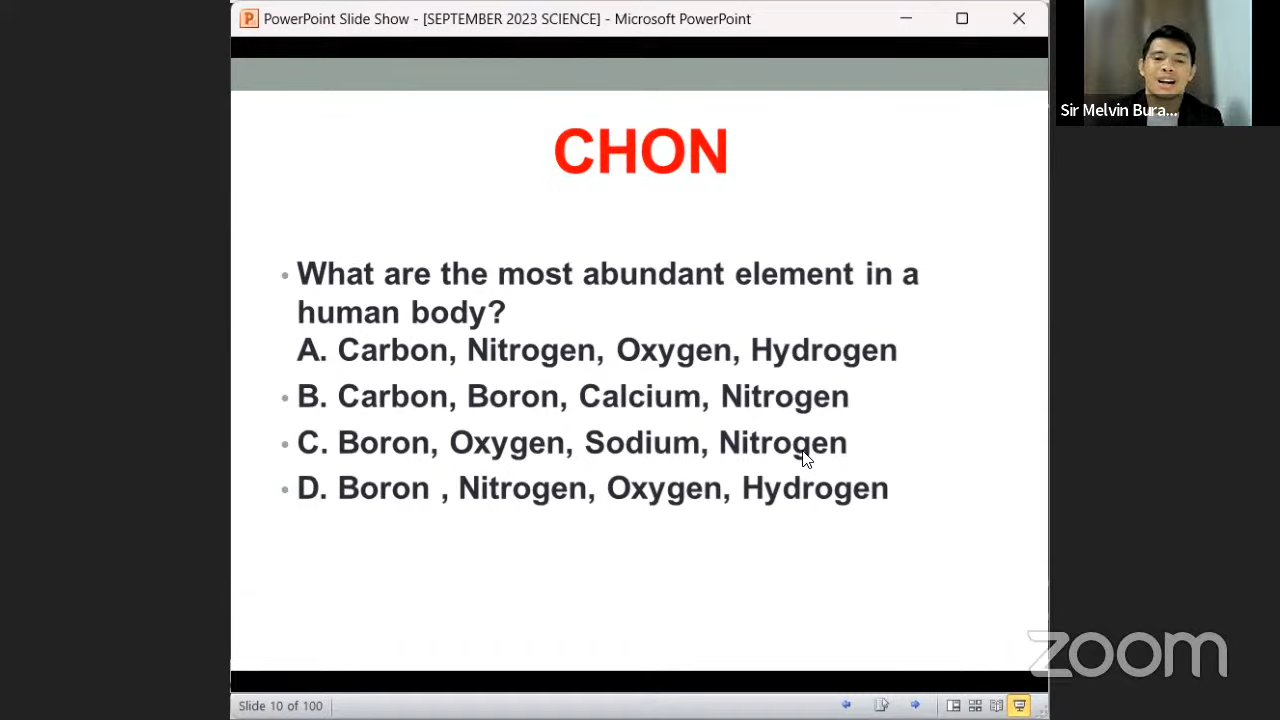 PowerPoint Slide Show - [SEPTEMBER 2023 SCIENCE] - Microsoft PowerPoint
Sir Melvin Bura...
CHON
What are the most abundant element in a
human body?
A. Carbon, Nitrogen, Oxygen, Hydrogen
B. Carbon, Boron, Calcium, Nitrogen
C. Boron, Oxygen, Sodium, Nitrogen
D. Boron , Nitrogen, Oxygen, Hydrogen
zoom
Slide 10 of 100